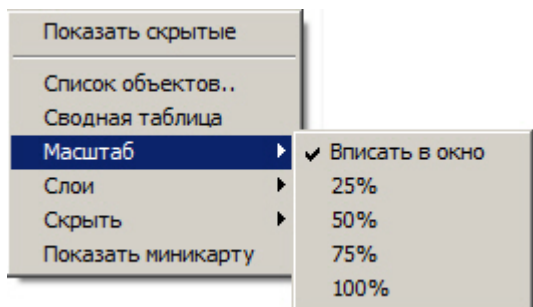 Показать скрытые
Список объектов..
Сводная таблица
Масштаб
Слои
Скрыть
Показать миникарту
Вписать в окно
25%
50%
75%
100%